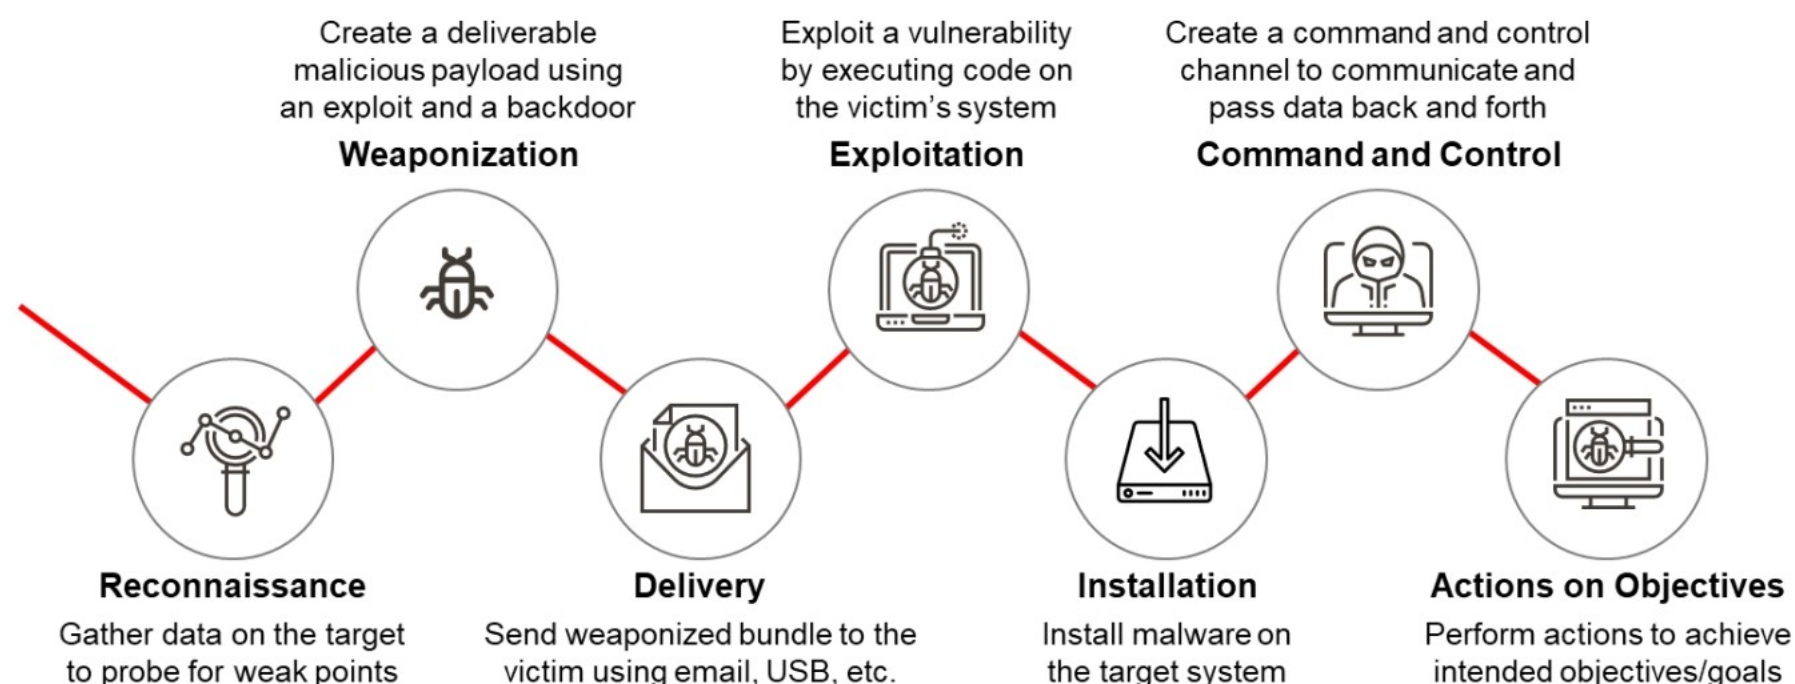 Create a deliverable
malicious payload using
an exploit and a backdoor
Weaponization
Exploit a vulnerability
by executing code on
the victim's system
Exploitation
Create a command and control
channel to communicate and
pass data back and forth
Command and Control
Reconnaissance
Gather data on the target
to probe for weak points
Delivery
Send weaponized bundle to the
victim using email, USB, etc.
Installation
Install malware on
the target system
Actions on Objectives
Perform actions to achieve
intended objectives/goals